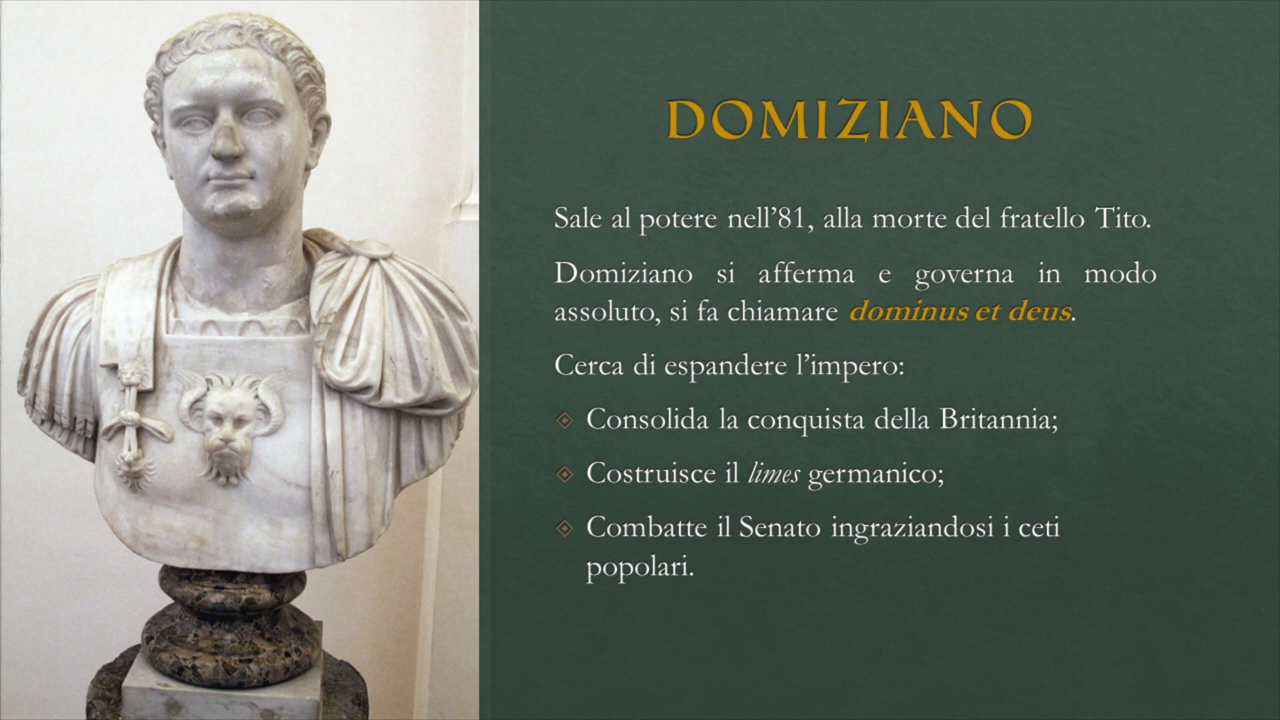 DOMIZIANO
Sale al potere nell’81, alla morte del fratello Tito.
Domiziano si afferma e governa in modo
assoluto, si fa chiamare dominus et deus.
Cerca di espandere l’impero:
Consolida la conquista della Britannia;
Costruisce il limes germanico;
Combatte il Senato ingraziandosi i ceti
popolari.